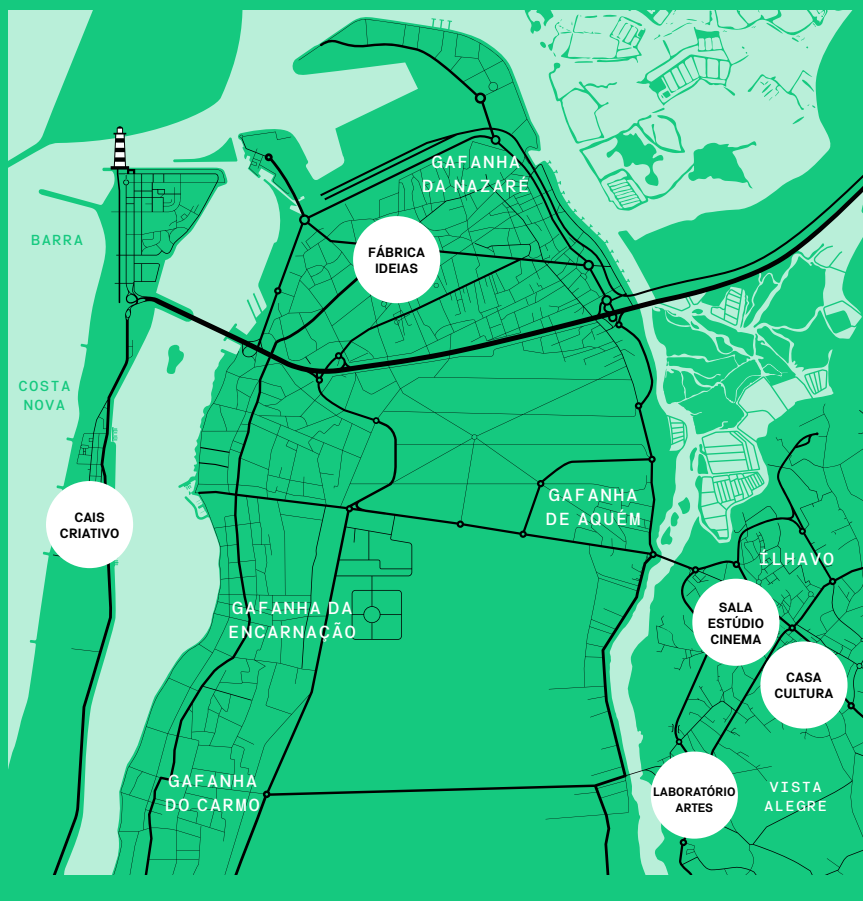 GAFANHA
DA NAZARÉ
BARRA
FÁBRICA
IDEIAS
COSTA
NOVA
GAFANHA
DE AQUÉM
CAIS
CRIATIVO
ÍLHAVO
GAFANHA DA
ENCARNAÇÃO
SALA
ESTÚDIO
CINEMA
CASA
CULTURA
GAFANHA
DO CARMO
LABORATÓRIO
ARTES
VISTA
ALEGRE